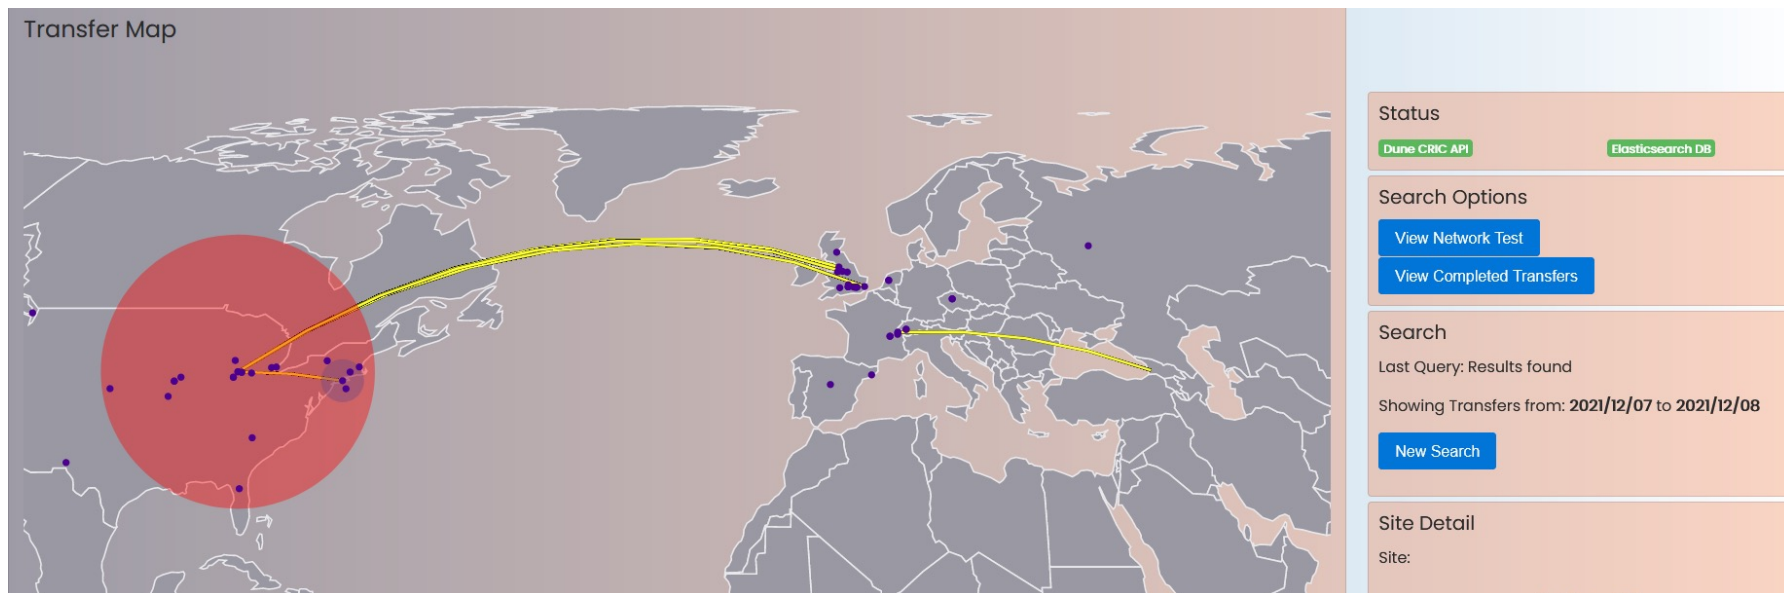 Transfer Map
Status
Dune CRIC API
Elasticsearch DB
Search Options
View Network Test
View Completed Transfers
Search
Last Query: Results found
Showing Transfers from: 2021/12/07 to 2021/12/08
New Search
Site Detail
Site: